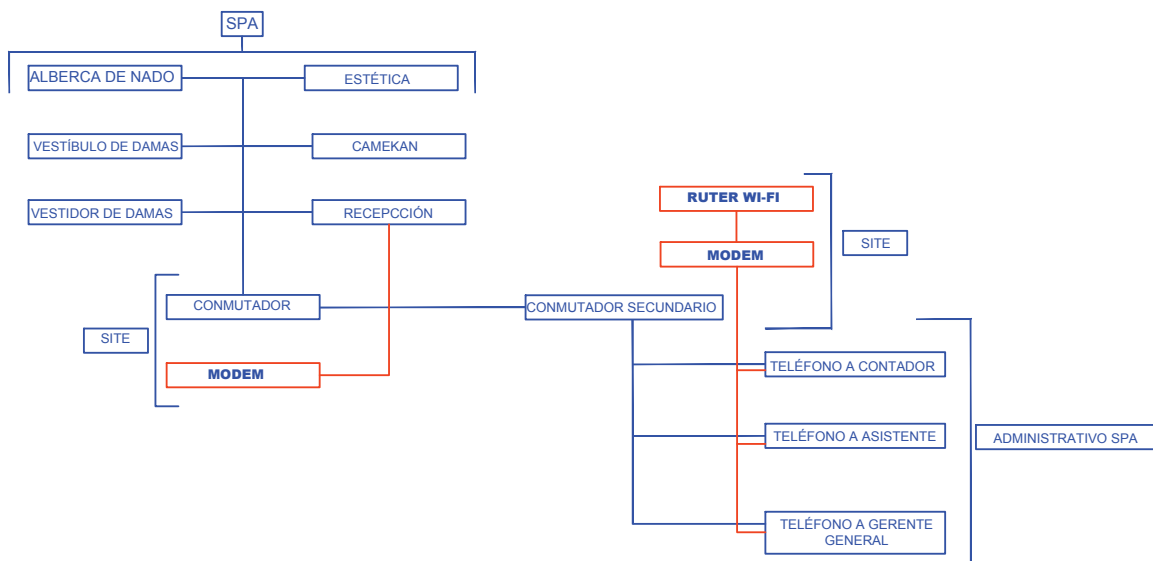 SPA
ALBERCA DE NADO
ESTÉTICA
VESTÍBULO DE DAMAS
CAMEKAN
VESTIDOR DE DAMAS
RECEPCCIÓN
RUTER WI-FI
MODEM
SITE
CONMUTADOR
CONMUTADOR SECUNDARIO
SITE
MODEM
TELÉFONO A CONTADOR
TELÉFONO A ASISTENTE
ADMINISTRATIVO SPA
TELÉFONO A GERENTE
GENERAL